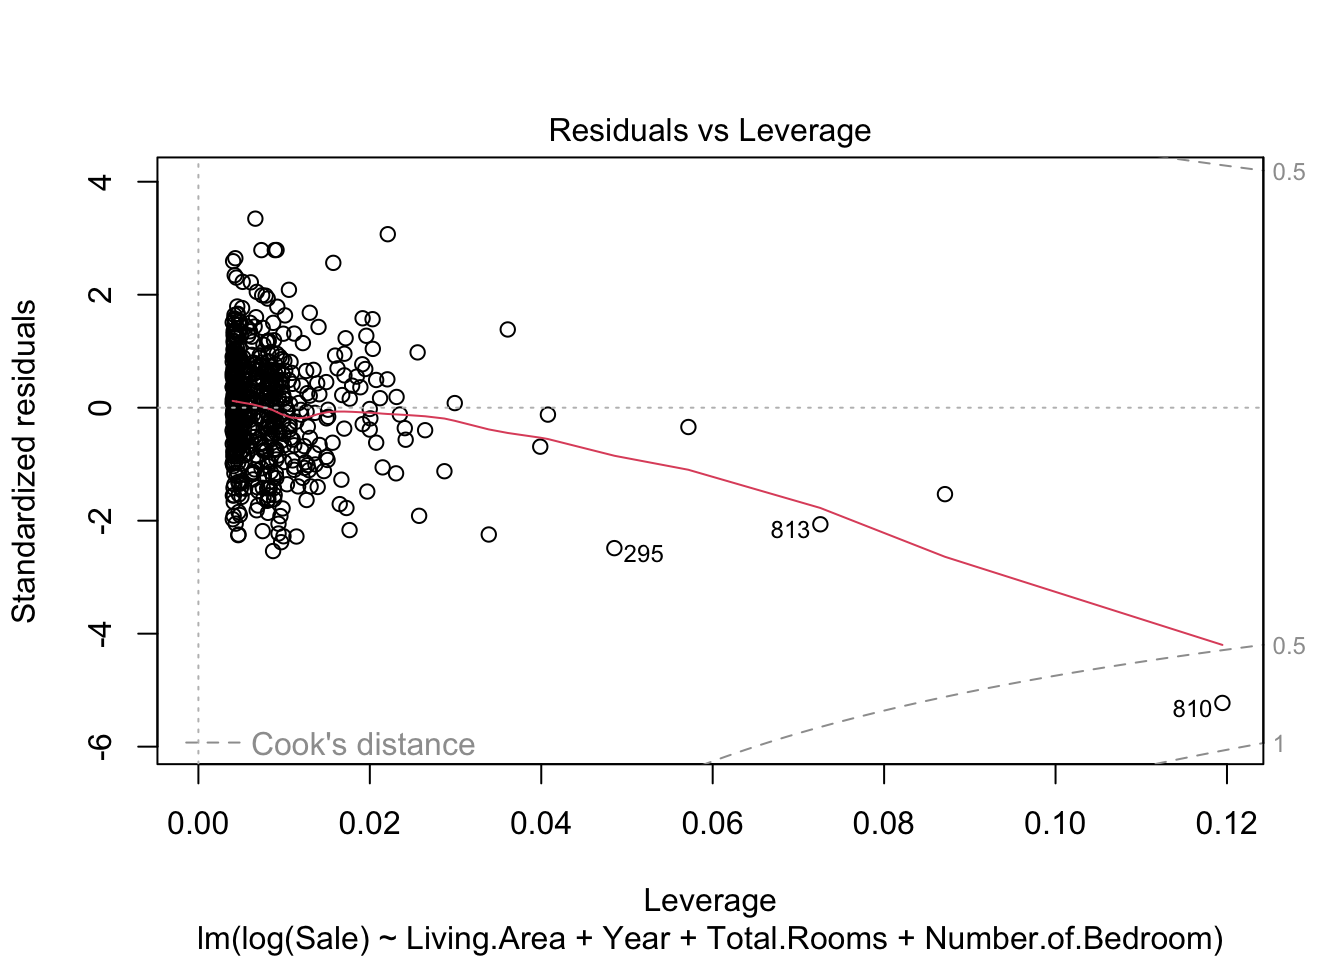 Residuals vs Leverage
Standardized residuals
4
2
0
-2
-4
-6
0.5
0.5
1
295
813
810
Cook's distance
0.00 0.02 0.04 0.06 0.08 0.10 0.12
Leverage
lm(log(Sale) ~ Living.Area + Year + Total.Rooms + Number.of.Bedroom)